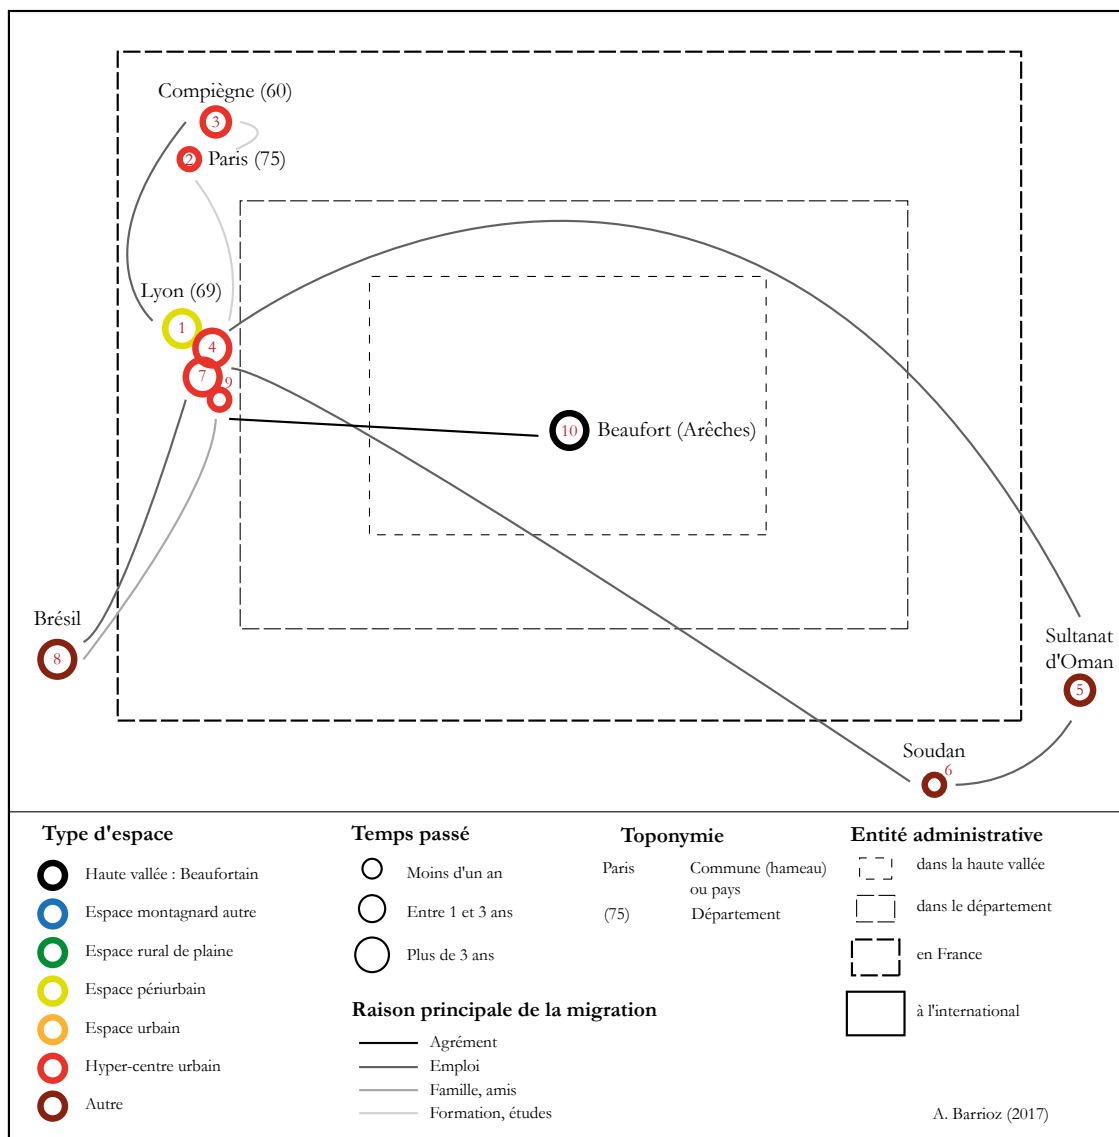 Compiègne (60)
3
2
Paris (75)
Lyon (69)
1
4
7
9
10
Beaufort (Arêches)
Brésil
8
Sultanat
d'Oman
5
Soudan
6
Type d'espace
Haute vallée : Beaufortain
Espace montagnard autre
Espace rural de plaine
Espace périurbain
Espace urbain
Hyper-centre urbain
Autre
Temps passé
Moins d'un an
Entre 1 et 3 ans
Plus de 3 ans
Raison principale de la migration
Agrément
Emploi
Famille, amis
Formation, études
Toponymie
Paris Commune (hameau)
ou pays
(75) Département
Entité administrative
dans la haute vallée
dans le département
en France
à l'international
A. Barrioz (2017)